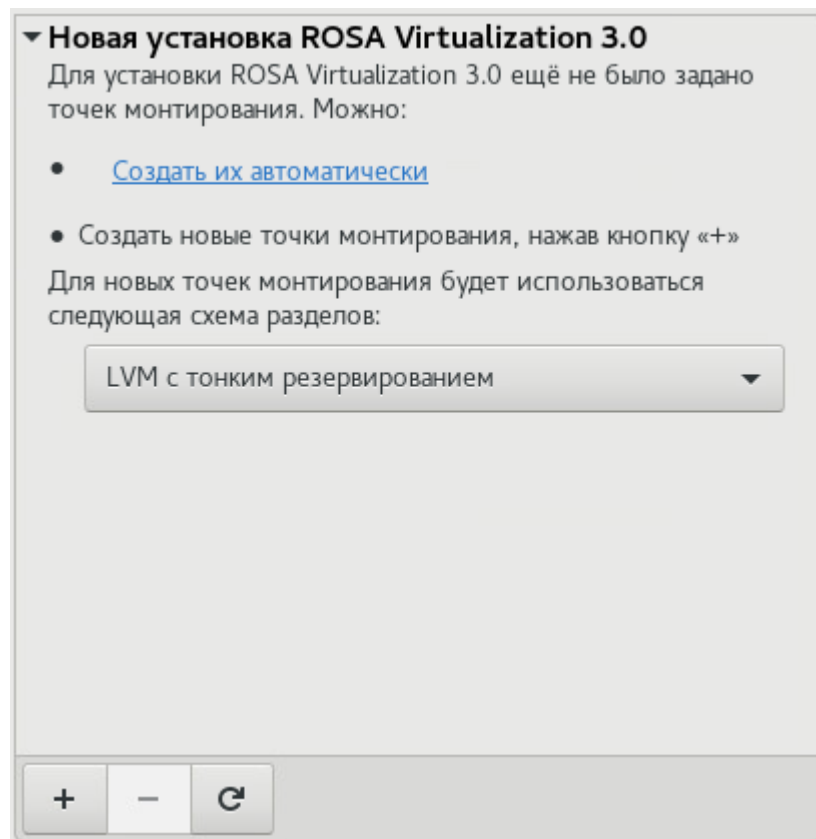 Новая установка ROSA Virtualization 3.0
Для установки ROSA Virtualization 3.0 ещё не было задано
точек монтирования. Можно:
• Создать их автоматически
• Создать новые точки монтирования, нажав кнопку «+»
Для новых точек монтирования будет использоваться
следующая схема разделов:
LVM с тонким резервированием
+ −